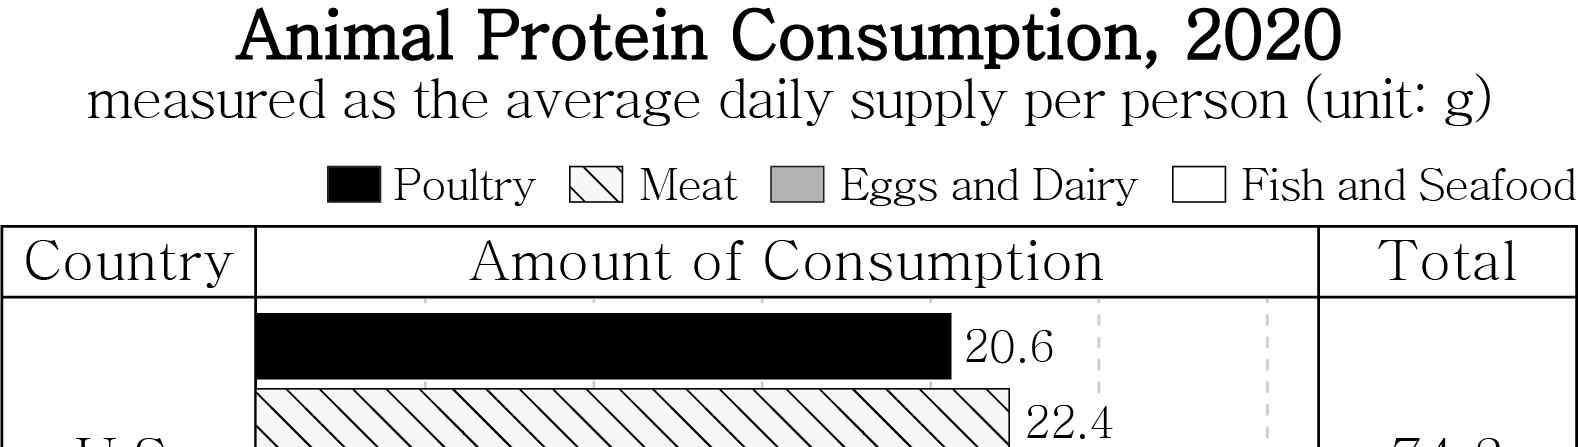 Animal Protein Consumption, 2020
measured as the average daily supply per person (unit: g)
Poultry Meat Eggs and Dairy Fish and Seafood
Country Amount of Consumption Total
20.6
22.4